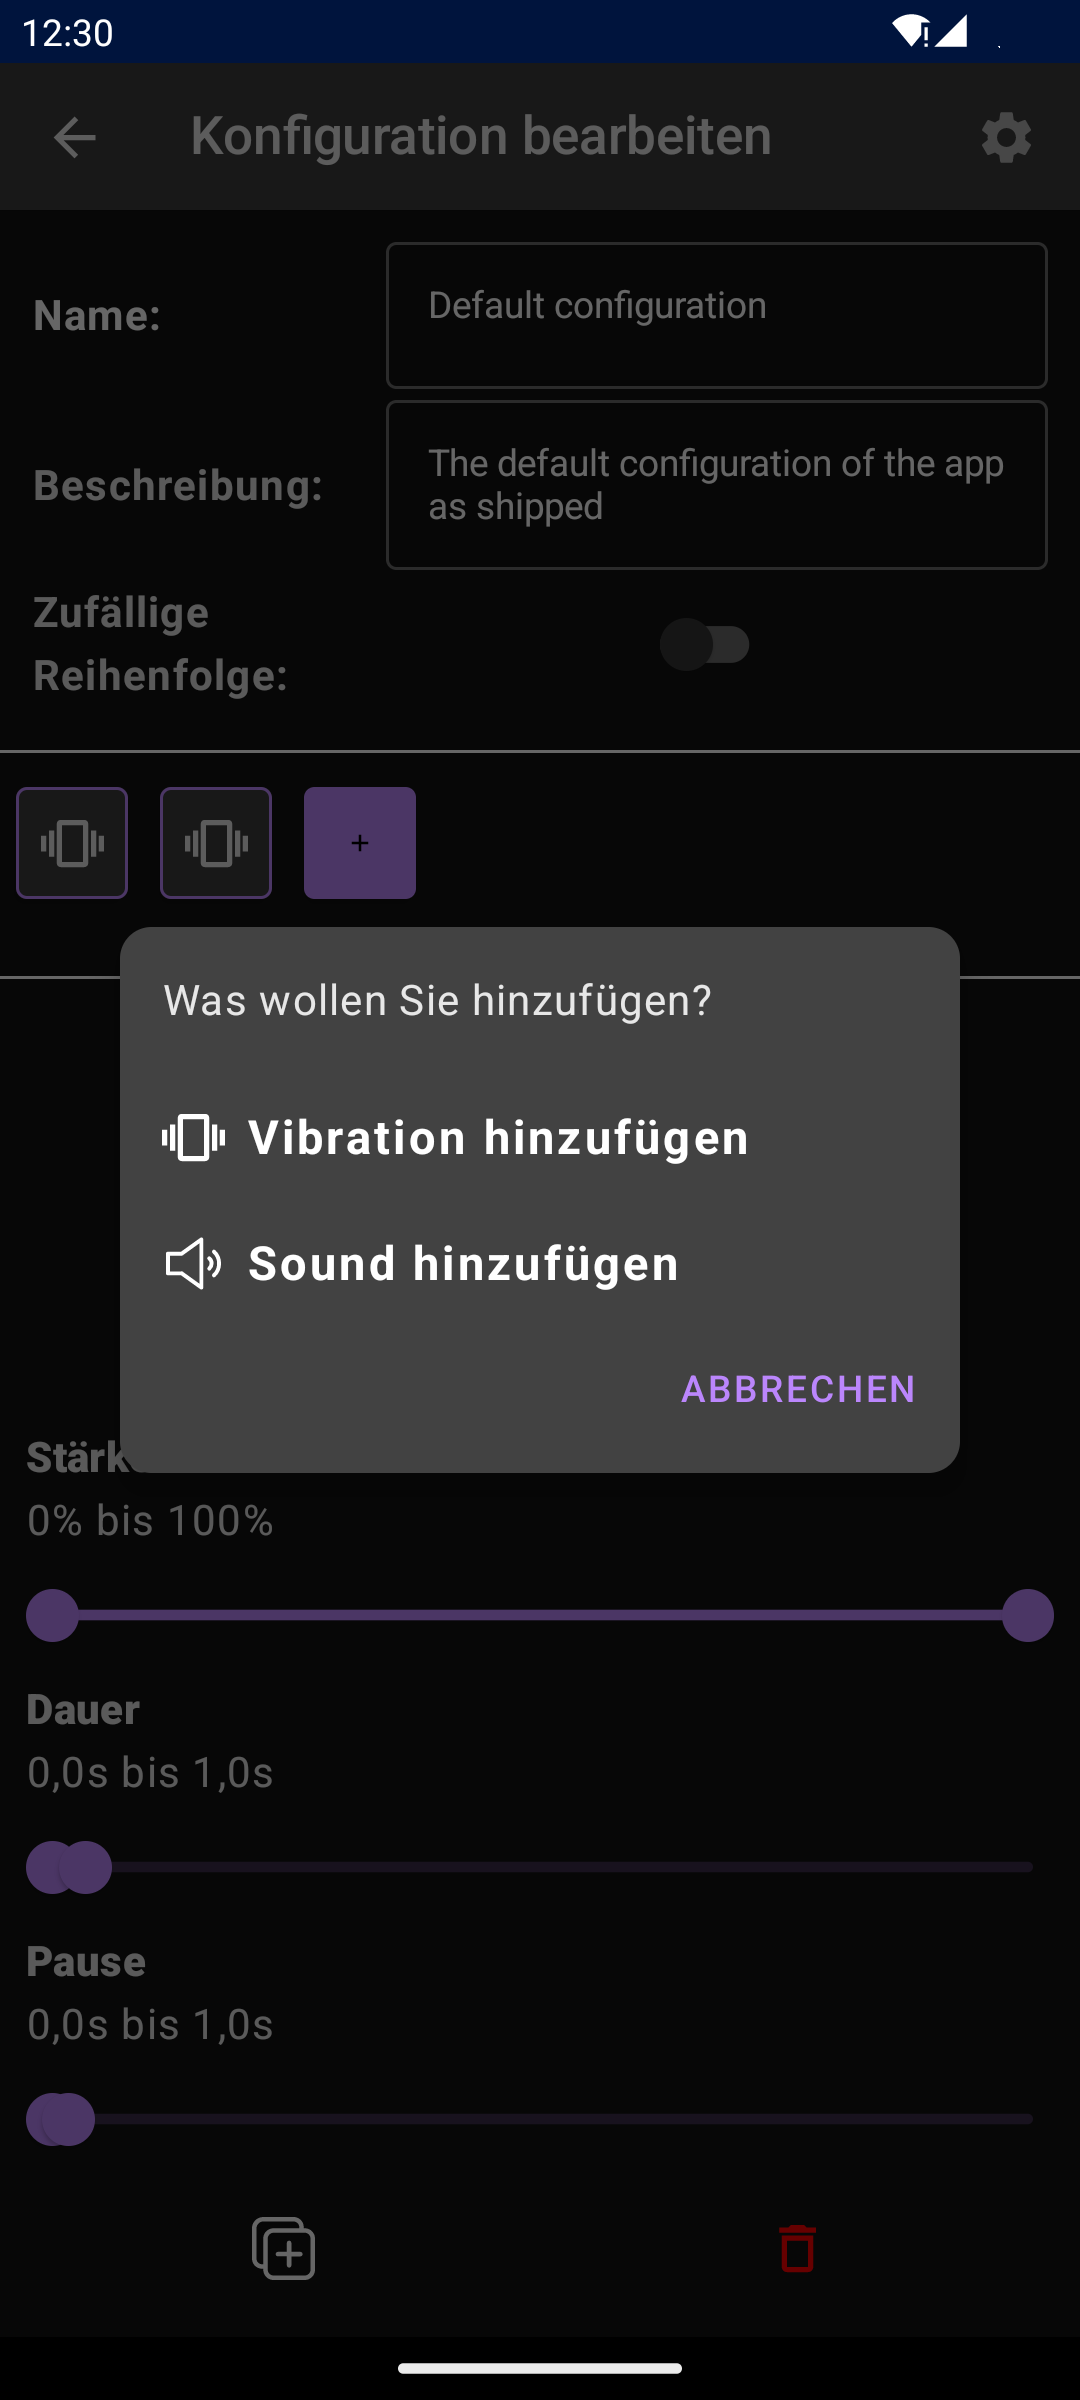 12:30
Konfiguration bearbeiten
Name:
Default configuration
Beschreibung:
The default configuration of the app
as shipped
Zufällige
Reihenfolge:
+
Was wollen Sie hinzufügen?
Vibration hinzufügen
Sound hinzufügen
ABBRECHEN
0% bis 100%
Dauer
0,0s bis 1,0s
Pause
0,0s bis 1,0s